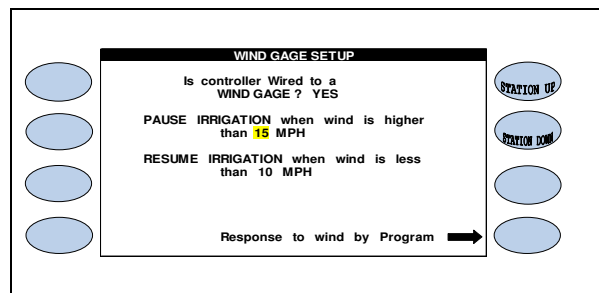 WIND GAGE SETUP
Is controller Wired to a
WIND GAGE ? YES
STATION UP
PAUSE IRRIGATION when wind is higher
than 15 MPH
STATION DOWN
RESUME IRRIGATION when wind is less
than 10 MPH
Response to wind by Program